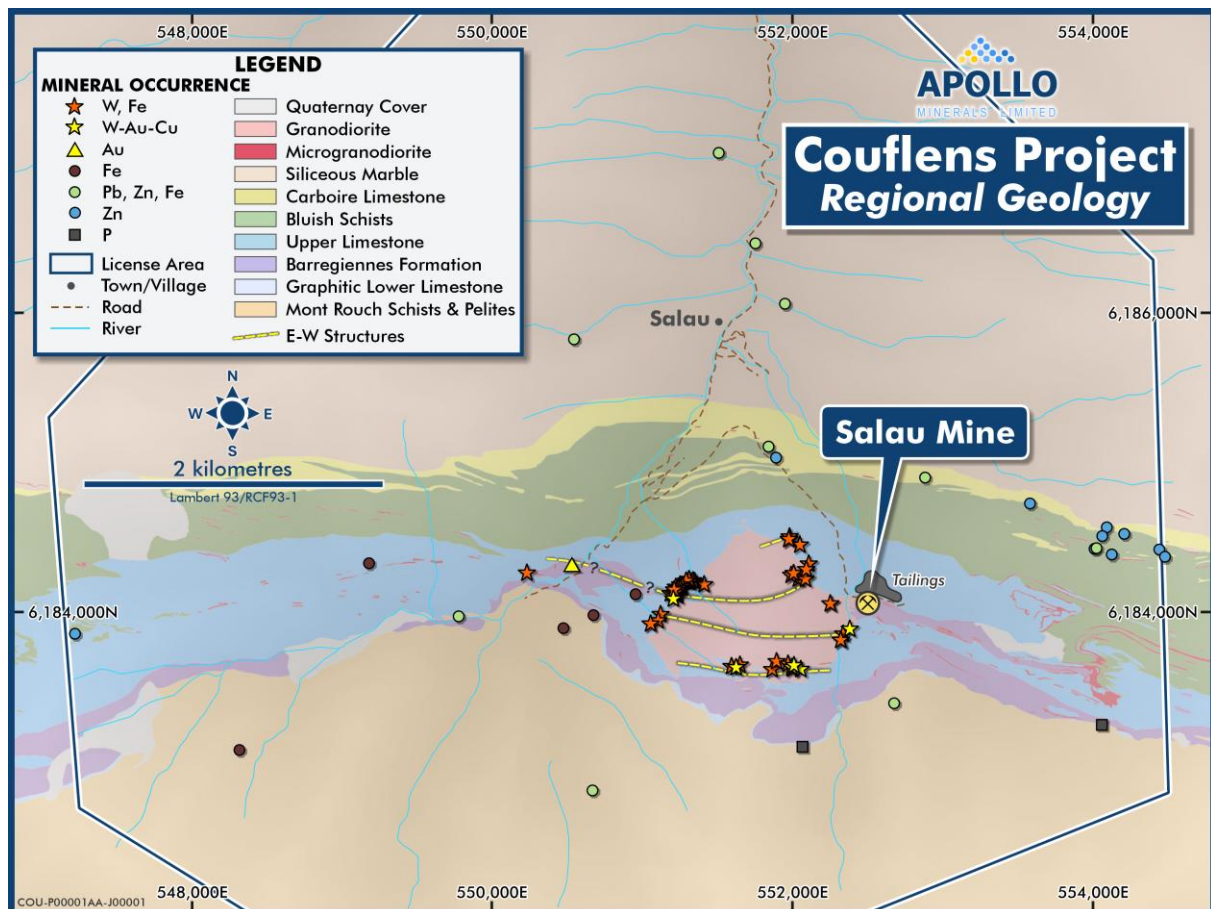 548,000E
550,000E
552,000E
554,000E
LEGEND
MINERAL OCCURRENCE
W, Fe
W-Au-Cu
Au
Fe
Pb, Zn, Fe
Zn
P
License Area
Town/Village
Road
River
Quaternay Cover
Granodiorite
Microgranodiorite
Siliceous Marble
Carboire Limestone
Bluish Schists
Upper Limestone
Barregiennes Formation
Graphitic Lower Limestone
Mont Rouch Schists & Pelites
E-W Structures
APOLLO
MINERALS LIMITED
Couflens Project
Regional Geology
6,186,000N
Salau
N
W
E
S
2 kilometres
Lambert 93/RCF93-1
Salau Mine
Tailings
?
?
6,184,000N
6,184,000N
548,000E
550,000E
552,000E
554,000E
COU-P00001AA-J00001